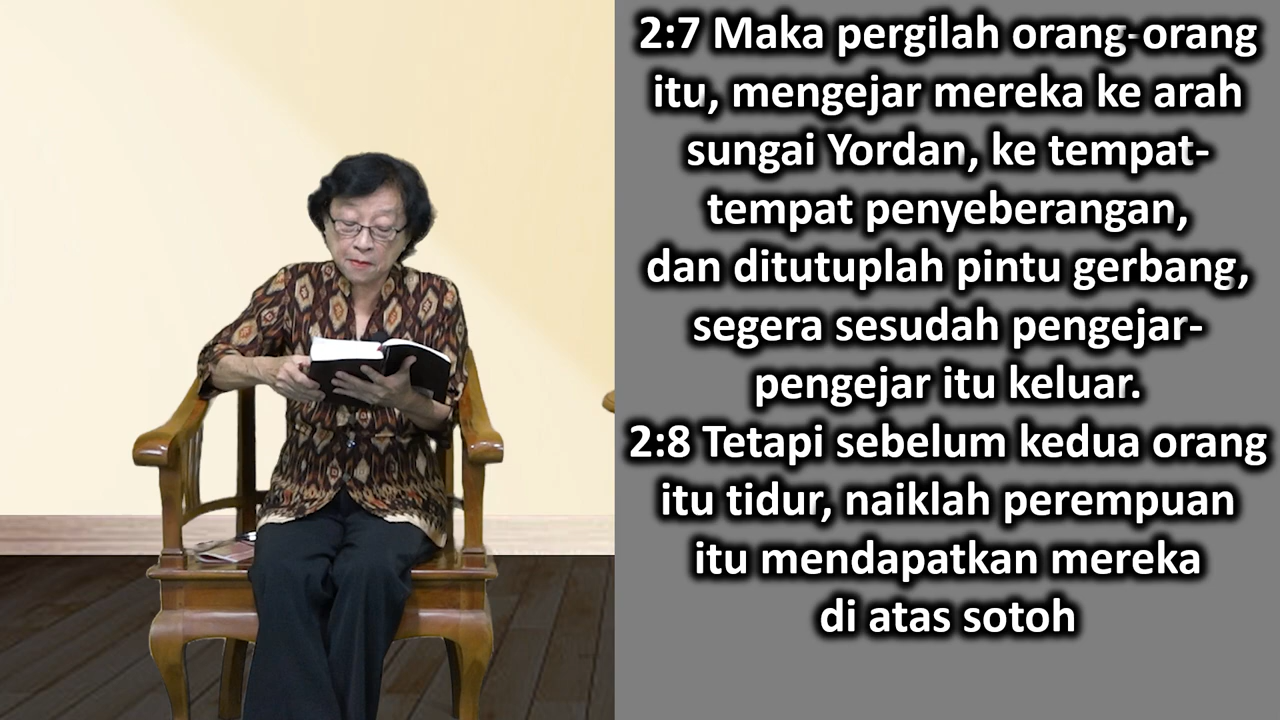 2:7 Maka pergilah orang-orang
itu, mengejar mereka ke arah
sungai Yordan, ke tempat-
tempat penyeberangan,
dan ditutuplah pintu gerbang,
segera sesudah pengejar-
pengejar itu keluar.
2:8 Tetapi sebelum kedua orang
itu tidur, naiklah perempuan
itu mendapatkan mereka
di atas sotoh